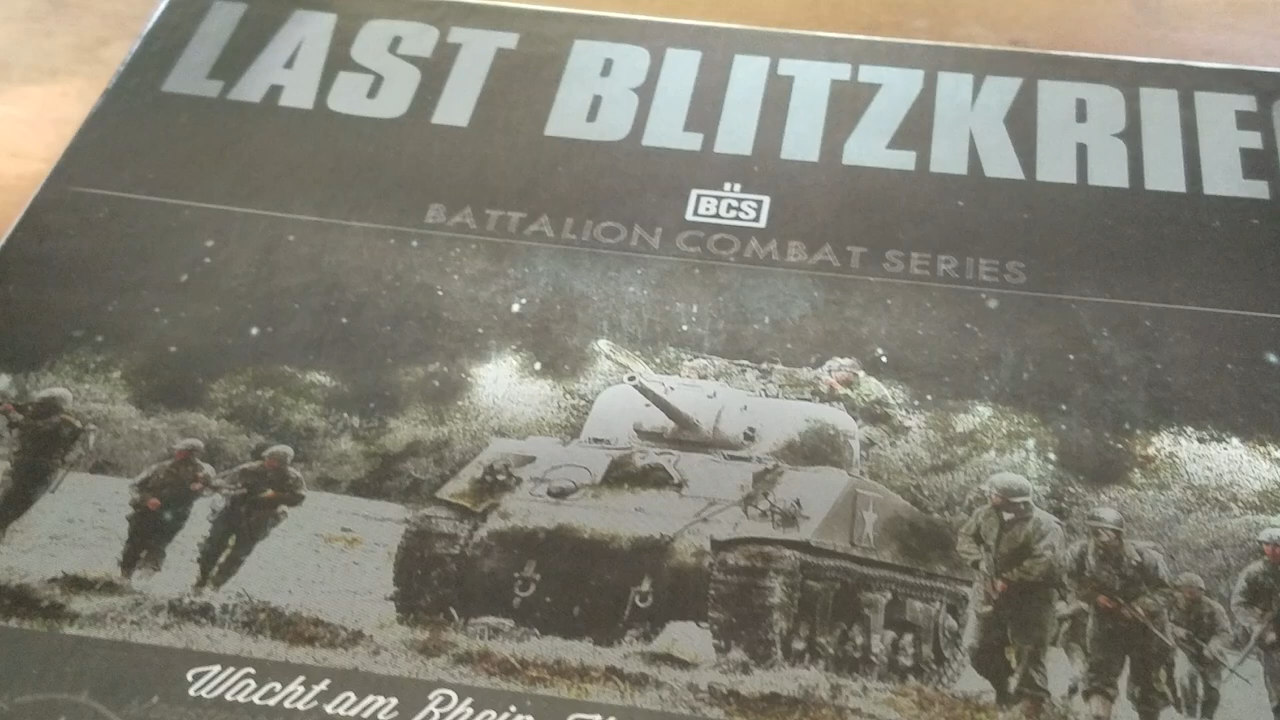 LAST BLITZKRIE
BCS
BATTALION COMBAT SERIES
Wacht am Rhein